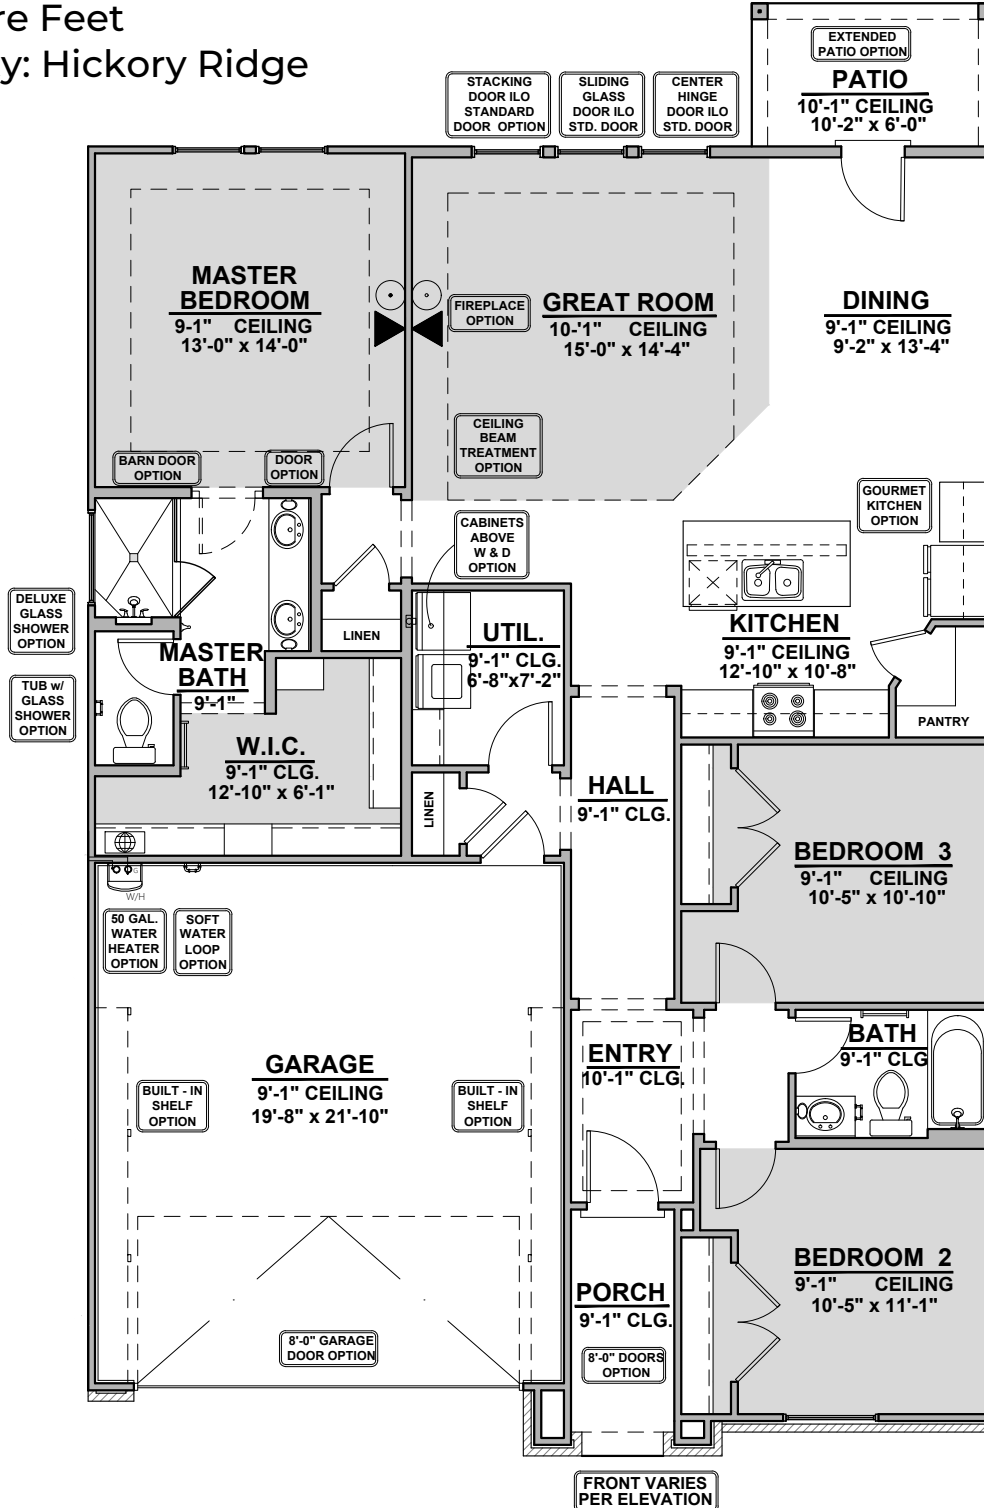 re Feet
y: Hickory Ridge
EXTENDED
PATIO OPTION
PATIO
10'-1" CEILING
10'-2" x 6'-0"
STACKING
DOOR ILO
STANDARD
DOOR OPTION
SLIDING
GLASS
DOOR ILO
STD. DOOR
CENTER
HINGE
DOOR ILO
STD. DOOR
MASTER
BEDROOM
9-1" CEILING
13'-0" x 14'-0"
FIREPLACE
OPTION
GREAT ROOM
10-'1" CEILING
15'-0" x 14'-4"
DINING
9'-1" CEILING
9'-2" x 13'-4"
CEILING
BEAM
TREATMENT
OPTION
BARN DOOR
OPTION
DOOR
OPTION
GOURMET
KITCHEN
OPTION
CABINETS
ABOVE
W & D
OPTION
DELUXE
GLASS
SHOWER
OPTION
LINEN
UTIL.
9'-1" CLG.
6'-8"x7'-2"
KITCHEN
9'-1" CEILING
12'-10" x 10'-8"
MASTER
BATH
9'-1"
TUB w/
GLASS
SHOWER
OPTION
PANTRY
W.I.C.
9'-1" CLG.
12'-10" x 6'-1"
LINEN
HALL
9'-1" CLG.
BEDROOM 3
9'-1" CEILING
10'-5" x 10'-10"
G
W/H
50 GAL.
WATER
HEATER
OPTION
SOFT
WATER
LOOP
OPTION
GARAGE
9'-1" CEILING
19'-8" x 21'-10"
BUILT - IN
SHELF
OPTION
BUILT - IN
SHELF
OPTION
ENTRY
10'-1" CLG.
BATH
9'-1" CLG
BEDROOM 2
9'-1" CEILING
10'-5" x 11'-1"
PORCH
9'-1" CLG.
8'-0" GARAGE
DOOR OPTION
8'-0" DOORS
OPTION
FRONT VARIES
PER ELEVATION